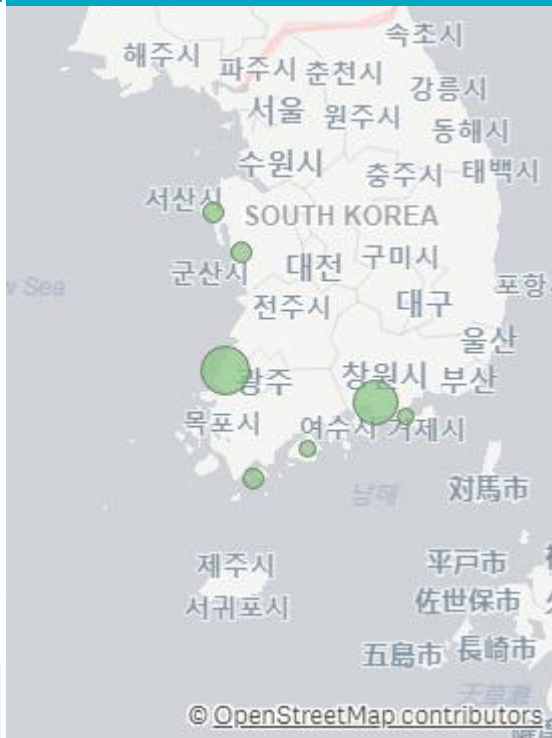 속초시
해주시
파주시 춘천시
강릉시
서울 원주시
동해시
수원시
충주시 태백시
서산시
SOUTH KOREA
군산시 대전 구미시
Sea
포항
전주시 대구
울산
광주 창원시 부산
목포시 여수시 거제시
남해
対馬市
제주시
平戸市
서귀포시
佐世保市
五島市 長崎市
天草灘
© OpenStreetMap contributors